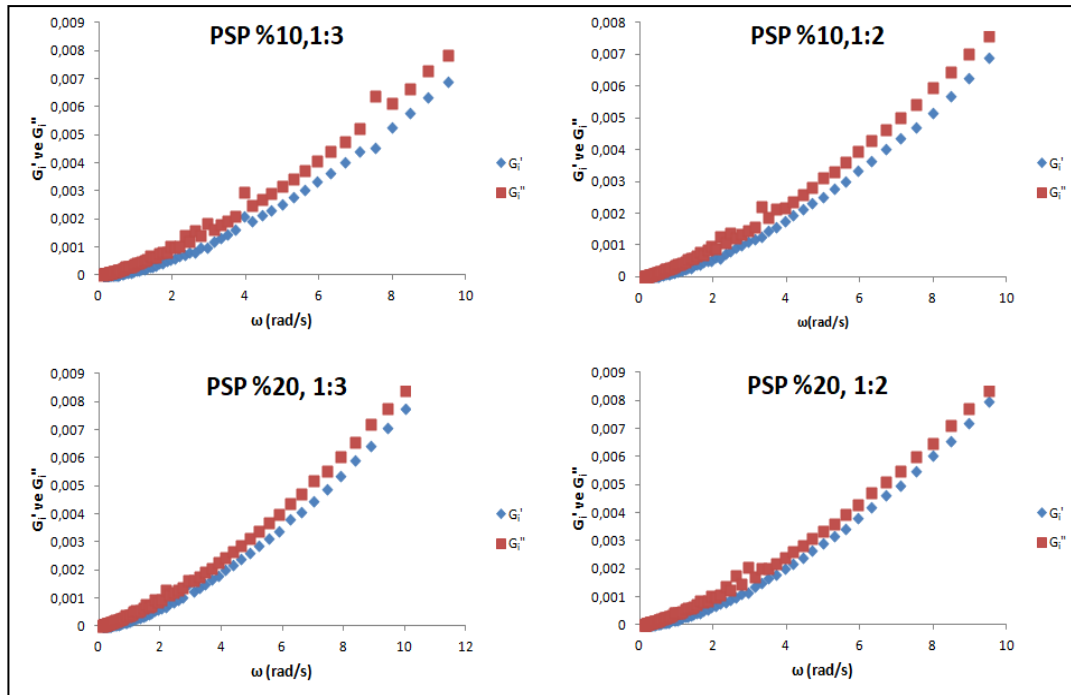 PSP %10,1:3
0,009
0,008
0,007
0,006
0,005
0,004
0,003
0,002
0,001
0
Gi' ve Gi''
0 2 4 6 8 10
ω (rad/s)
Gi'
Gi''
PSP %10,1:2
0,008
0,007
0,006
0,005
0,004
0,003
0,002
0,001
0
Gi' ve Gi''
0 2 4 6 8 10
ω(rad/s)
Gi'
Gi''
PSP %20, 1:3
0,009
0,008
0,007
0,006
0,005
0,004
0,003
0,002
0,001
0
Gi' ve Gi''
0 2 4 6 8 10 12
ω (rad/s)
Gi'
Gi''
PSP %20, 1:2
0,009
0,008
0,007
0,006
0,005
0,004
0,003
0,002
0,001
0
Gi' ve Gi''
0 2 4 6 8 10
ω (rad/s)
Gi'
Gi''